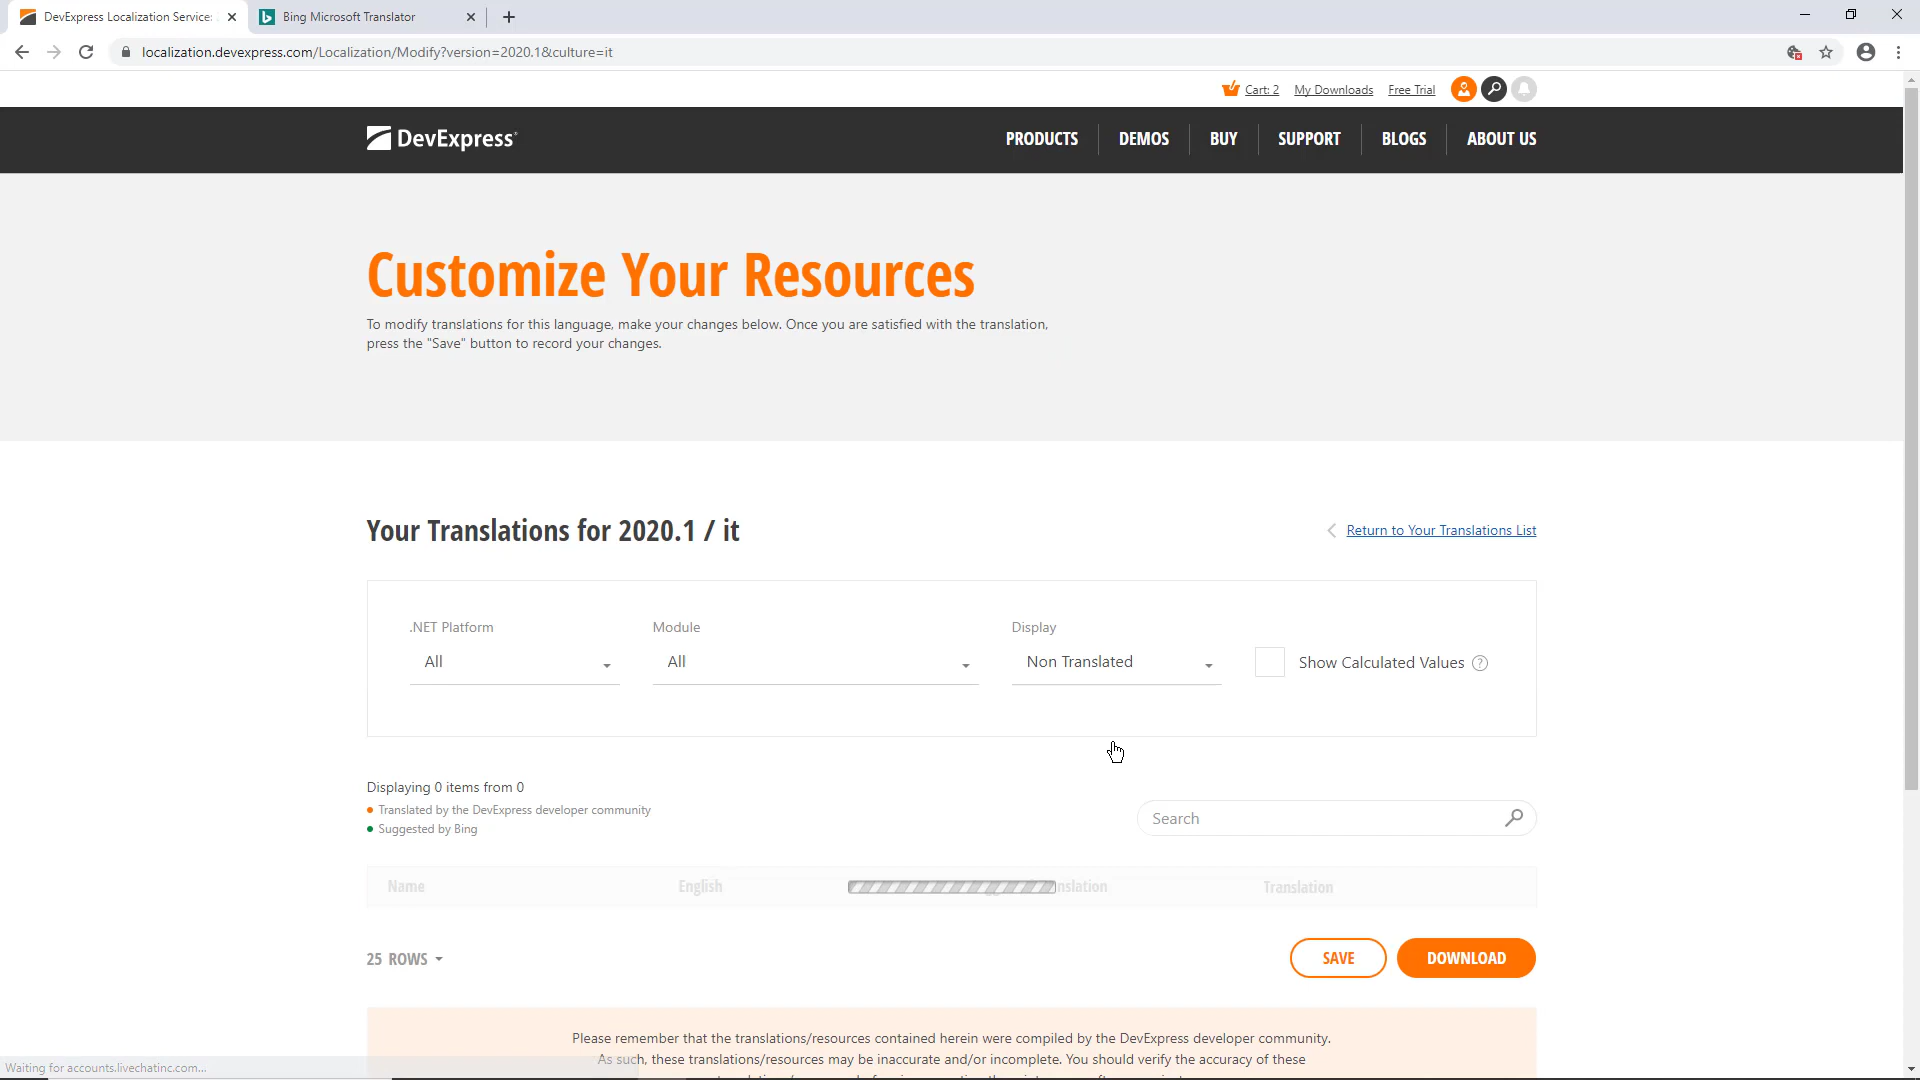 DevExpress Localization Service:
Bing Microsoft Translator
localization.devexpress.com/Localization/Modify?version=2020.1&culture=it
Cart: 2
My Downloads
Free Trial
DevExpress
PRODUCTS
DEMOS
BUY
SUPPORT
BLOGS
ABOUT US
Customize Your Resources
To modify translations for this language, make your changes below. Once you are satisfied with the translation,
press the "Save" button to record your changes.
Your Translations for 2020.1 / it
Return to Your Translations List
.NET Platform
Module
Display
All
All
Non Translated
Show Calculated Values ?
Displaying 0 items from 0
Translated by the DevExpress developer community
Suggested by Bing
Search
Name
English
nslation
Translation
25 ROWS
SAVE
DOWNLOAD
Please remember that the translations/resources contained herein were compiled by the DevExpress developer community.
As such, these translations/resources may be inaccurate and/or incomplete. You should verify the accuracy of these
Waiting for accounts.livechatinc.com...